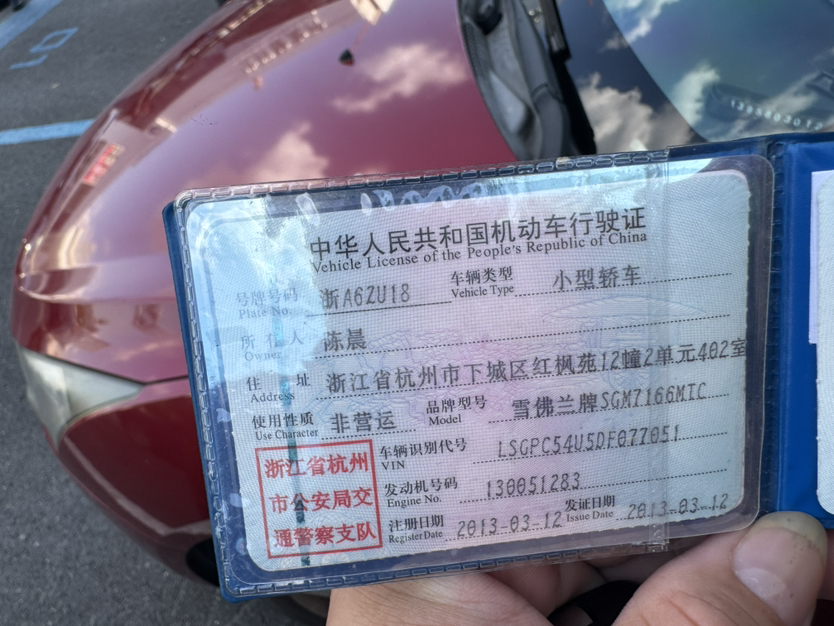 中华人民共和国机动车行驶证
Vehicle License of the People's Republic of China
号牌号码 浙A6ZU18 车辆类型 小型轿车
Plate No. Vehicle Type
所有人 陈晨
Owner
住址 浙江省杭州市下城区红枫苑12幢2单元402室
Address
使用性质 非营运 品牌型号 雪佛兰牌SGM7166MTC
Use Character Model
浙江省杭州 车辆识别代号 LSGPC54U5DF077051
VIN
市公安局交 发动机号码 130051283
Engine No.
通警察支队 注册日期 2013-03-12 发证日期 2013-03-12
Register Date Issue Date